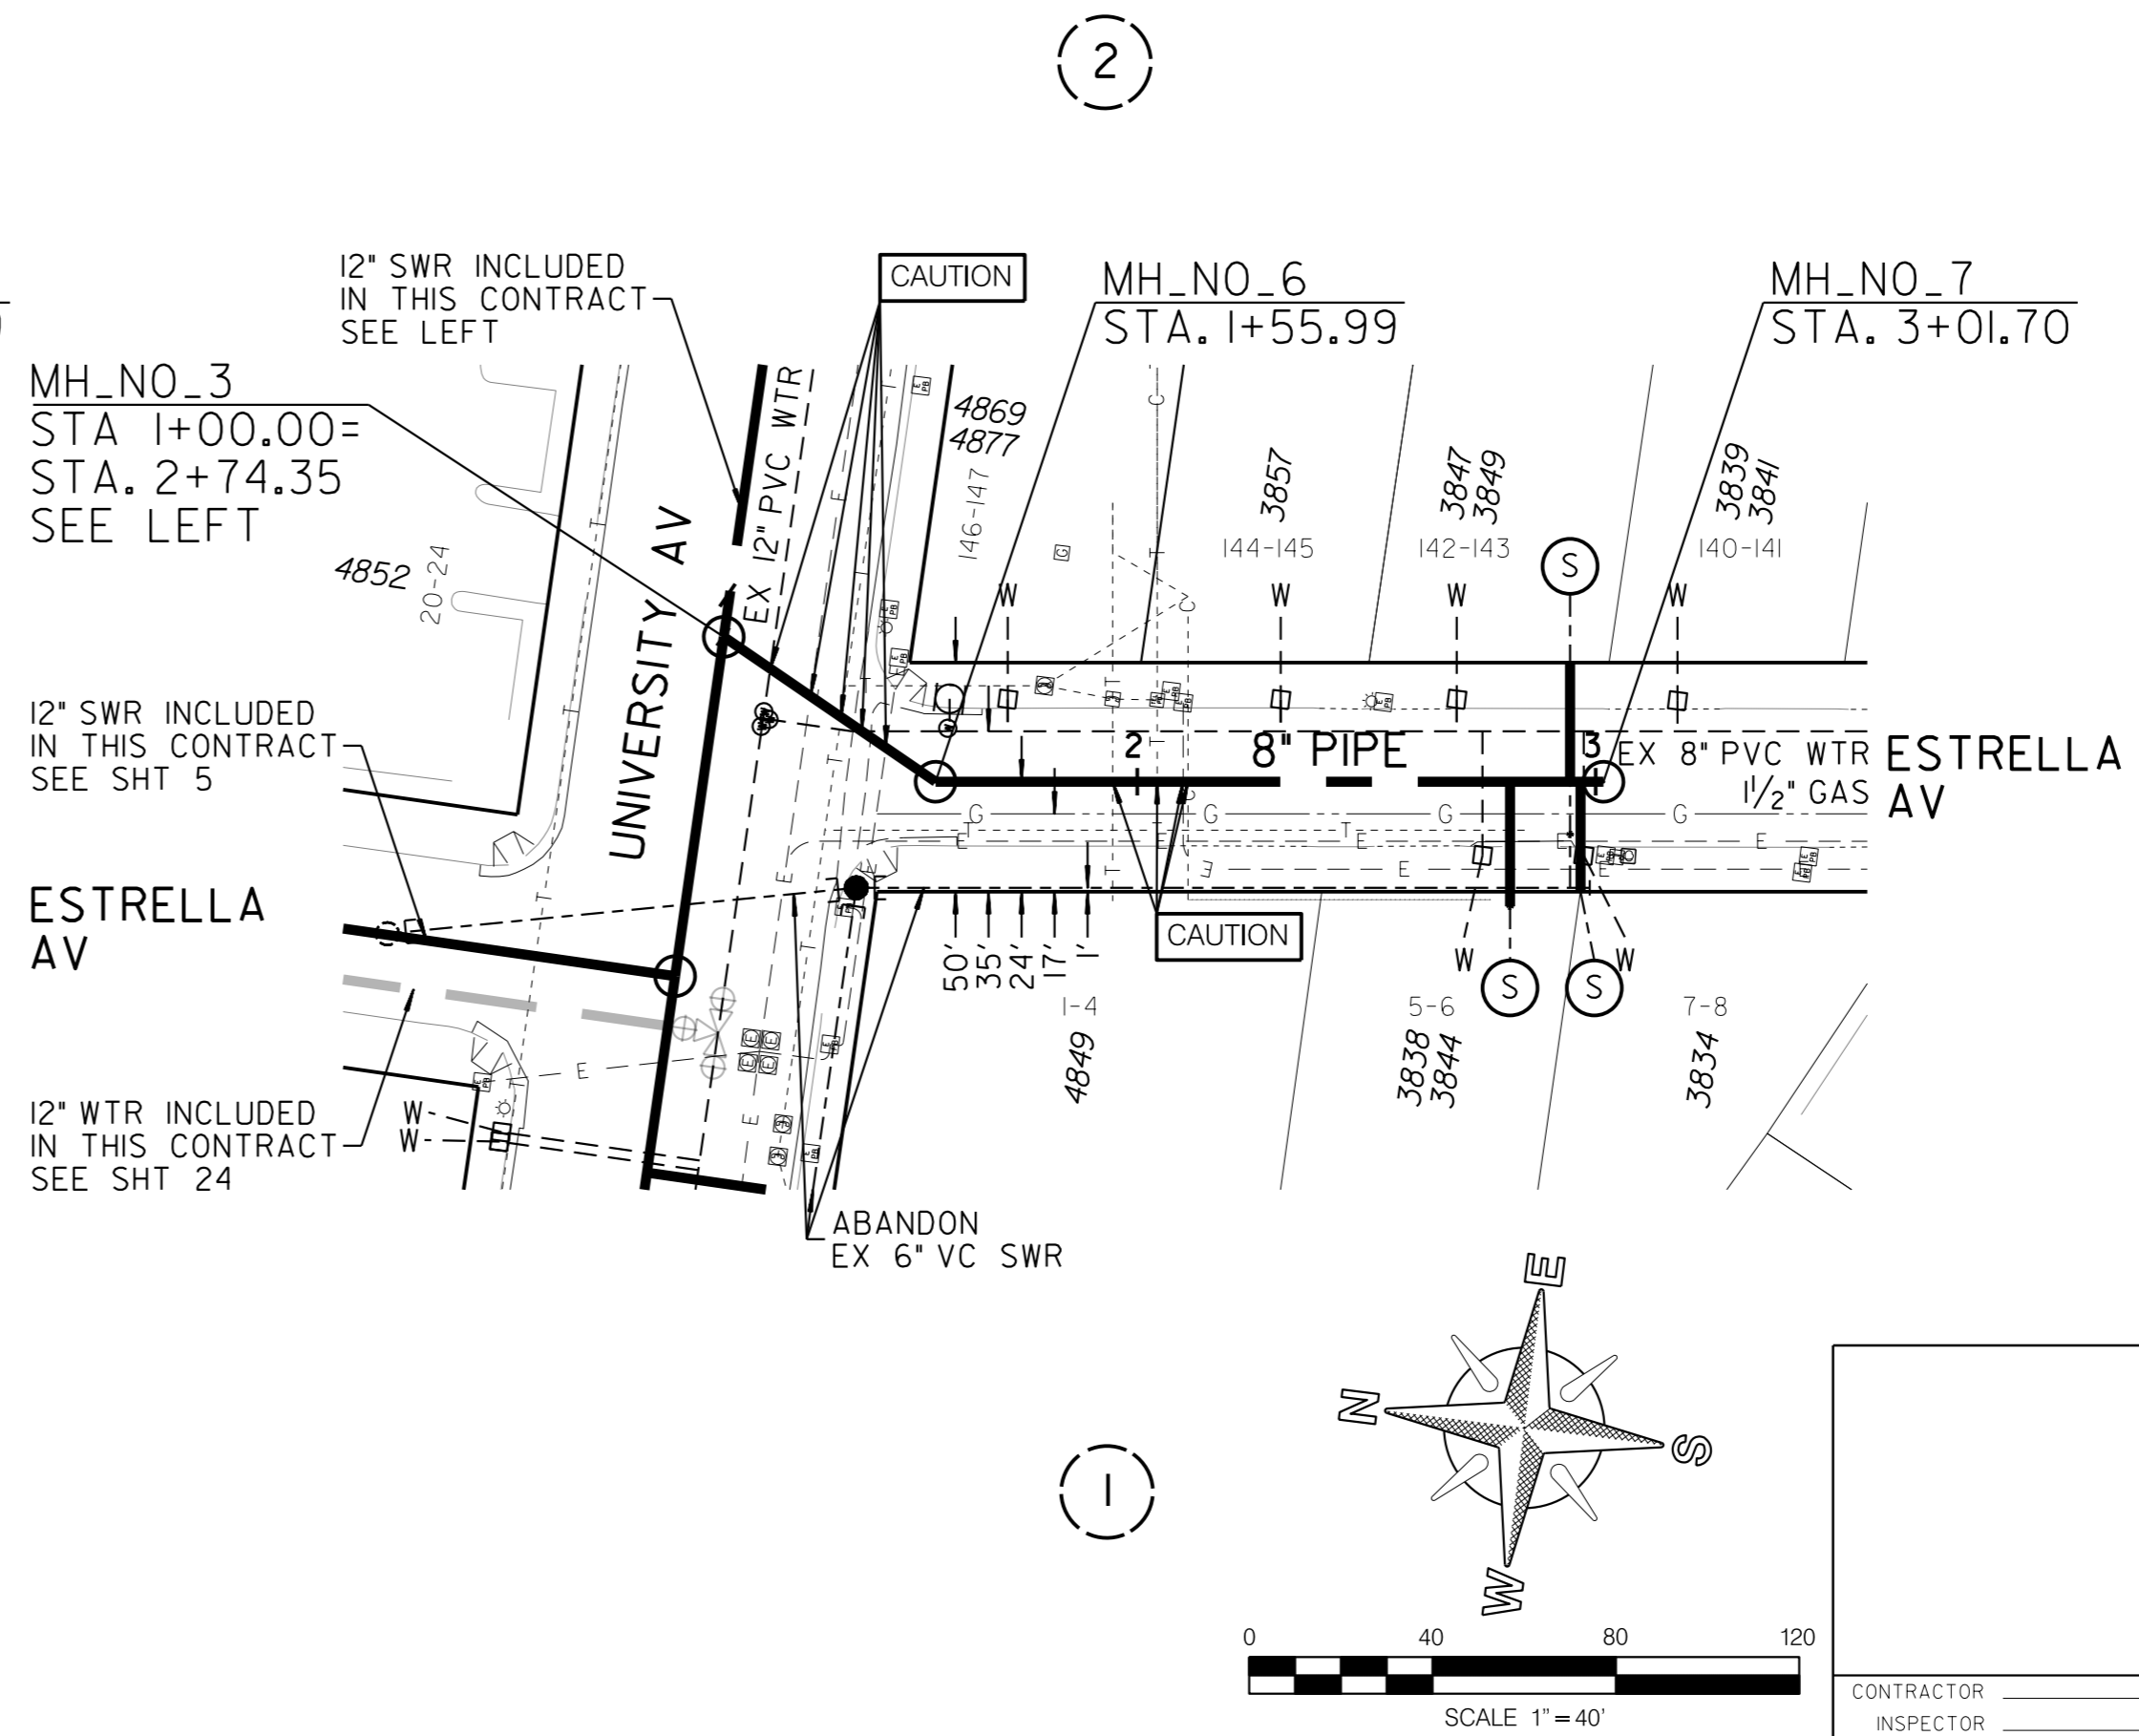 2
12" SWR INCLUDED
IN THIS CONTRACT
SEE LEFT
CAUTION
MH_NO_6
STA. 1+55.99
MH_NO_7
STA. 3+01.70
MH_NO_3
STA 1+00.00=
STA. 2+74.35
SEE LEFT
EX 12" PVC WTR
UNIVERSITY AV
4869
4877
146-147
3857
144-145
3847
3849
142-143
3839
3841
140-141
4852
20-24
S
W
W
W
W
G
12" SWR INCLUDED
IN THIS CONTRACT
SEE SHT 5
2
8" PIPE
3
EX 8" PVC WTR
1 1/2" GAS
ESTRELLA
AV
G
G
G
G
T
T
E
E
E
E
E
E
ESTRELLA
AV
50'
35'
24'
17'
1'
CAUTION
W
S
S
W
1-4
4849
5-6
3838
3844
7-8
3834
12" WTR INCLUDED
IN THIS CONTRACT
SEE SHT 24
W
W
E
E
ABANDON
EX 6" VC SWR
N
E
S
W
1
0 40 80 120
SCALE 1" = 40'
CONTRACTOR
INSPECTOR